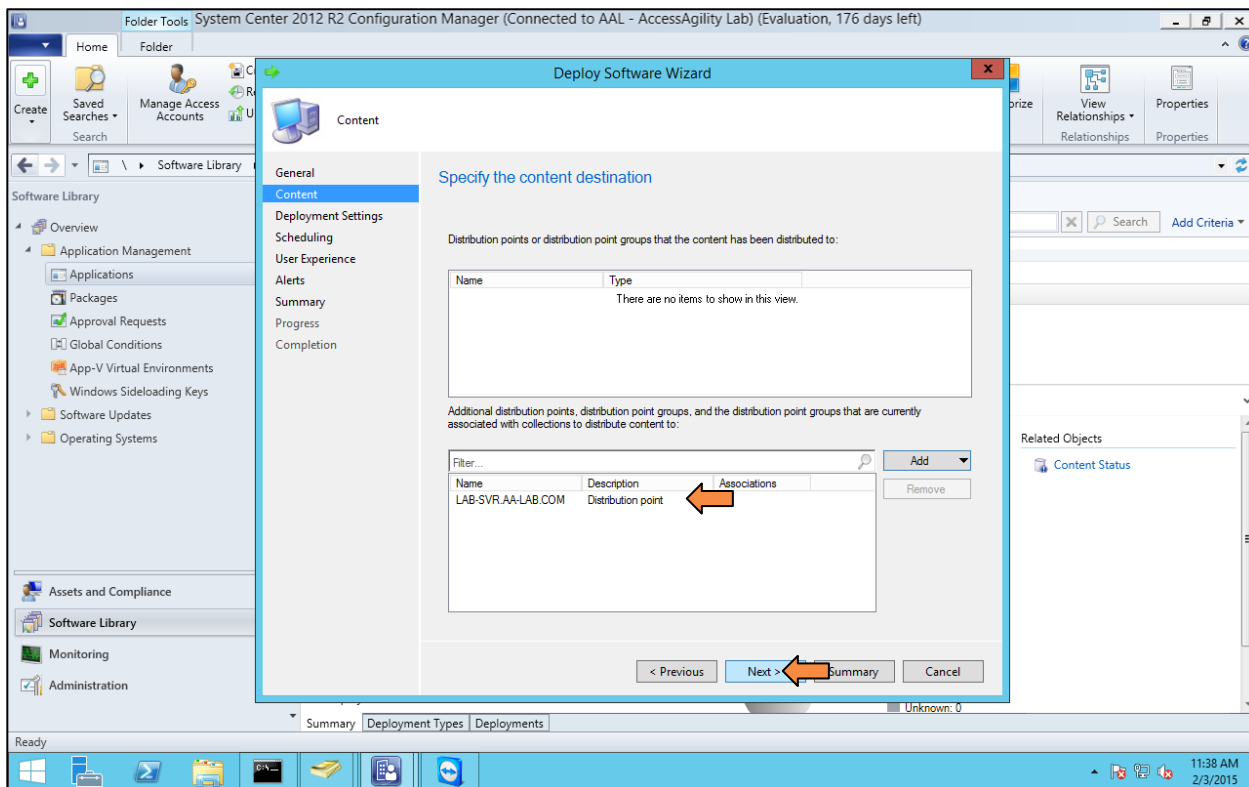 Folder Tools System Center 2012 R2 Configuration Manager (Connected to AAL - AccessAgility Lab) (Evaluation, 176 days left)
Home Folder
Create
Saved Searches
Search
Manage Access Accounts
View Relationships
Relationships
Properties
Properties
\ Software Library
Software Library
Overview
Application Management
Applications
Packages
Approval Requests
Global Conditions
App-V Virtual Environments
Windows Sideloading Keys
Software Updates
Operating Systems
Assets and Compliance
Software Library
Monitoring
Administration
Deploy Software Wizard
Content
General
Content
Deployment Settings
Scheduling
User Experience
Alerts
Summary
Progress
Completion
Specify the content destination
Distribution points or distribution point groups that the content has been distributed to:
Name Type
There are no items to show in this view.
Additional distribution points, distribution point groups, and the distribution point groups that are currently
associated with collections to distribute content to:
Filter...
Add
Remove
Name Description Associations
LAB-SVR.AA-LAB.COM Distribution point
< Previous Next > Summary Cancel
Search Add Criteria
Related Objects
Content Status
Unknown: 0
Summary Deployment Types Deployments
Ready
11:38 AM
2/3/2015